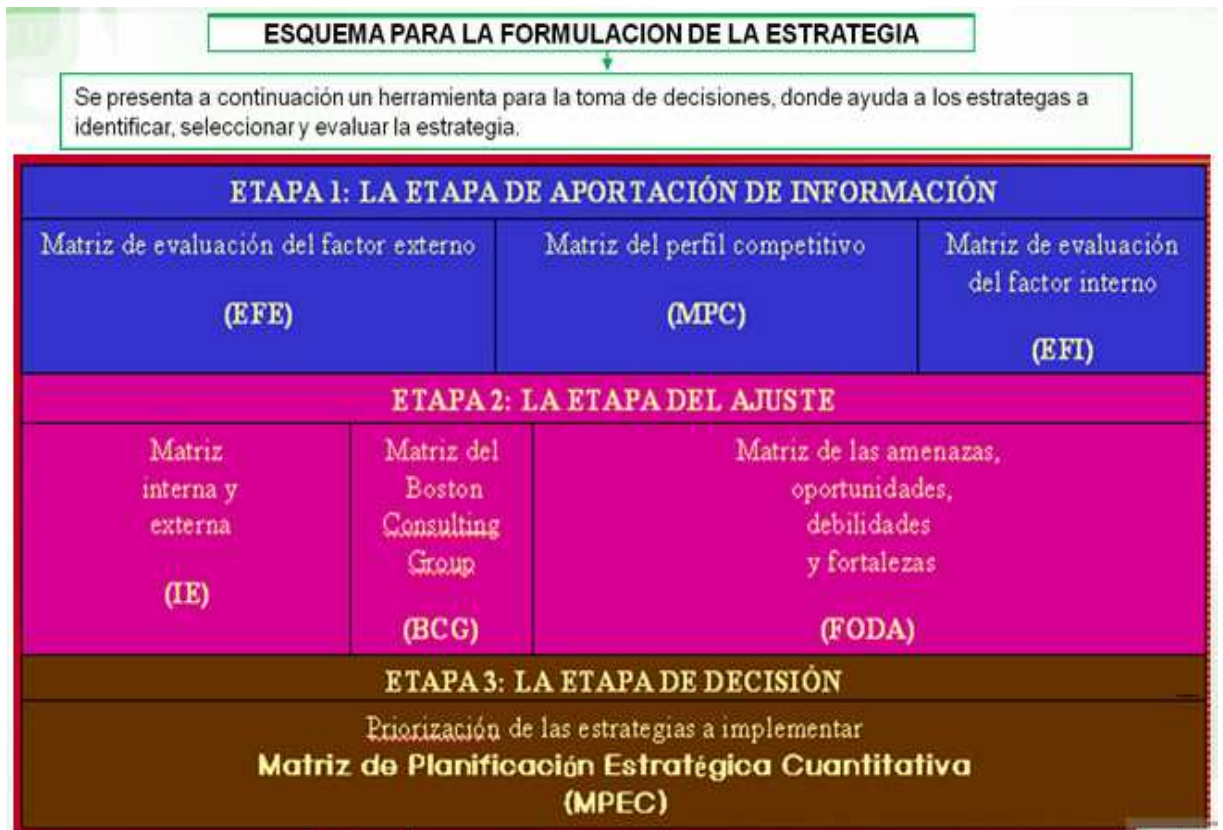 ESQUEMA PARA LA FORMULACION DE LA ESTRATEGIA
Se presenta a continuación un herramienta para la toma de decisiones, donde ayuda a los estrategas a
identificar, seleccionar y evaluar la estrategia.
ETAPA 1: LA ETAPA DE APORTACIÓN DE INFORMACIÓN
Matriz de evaluación del factor externo
(EFE)
Matriz del perfil competitivo
(MPC)
Matriz de evaluación
del factor interno
(EFI)
ETAPA 2: LA ETAPA DEL AJUSTE
Matriz
interna y
externa
(IE)
Matriz del
Boston
Consulting
Group
(BCG)
Matriz de las amenazas,
oportunidades,
debilidades
y fortalezas
(FODA)
ETAPA 3: LA ETAPA DE DECISIÓN
Priorización de las estrategias a implementar
Matriz de Planificación Estratégica Cuantitativa
(MPEC)